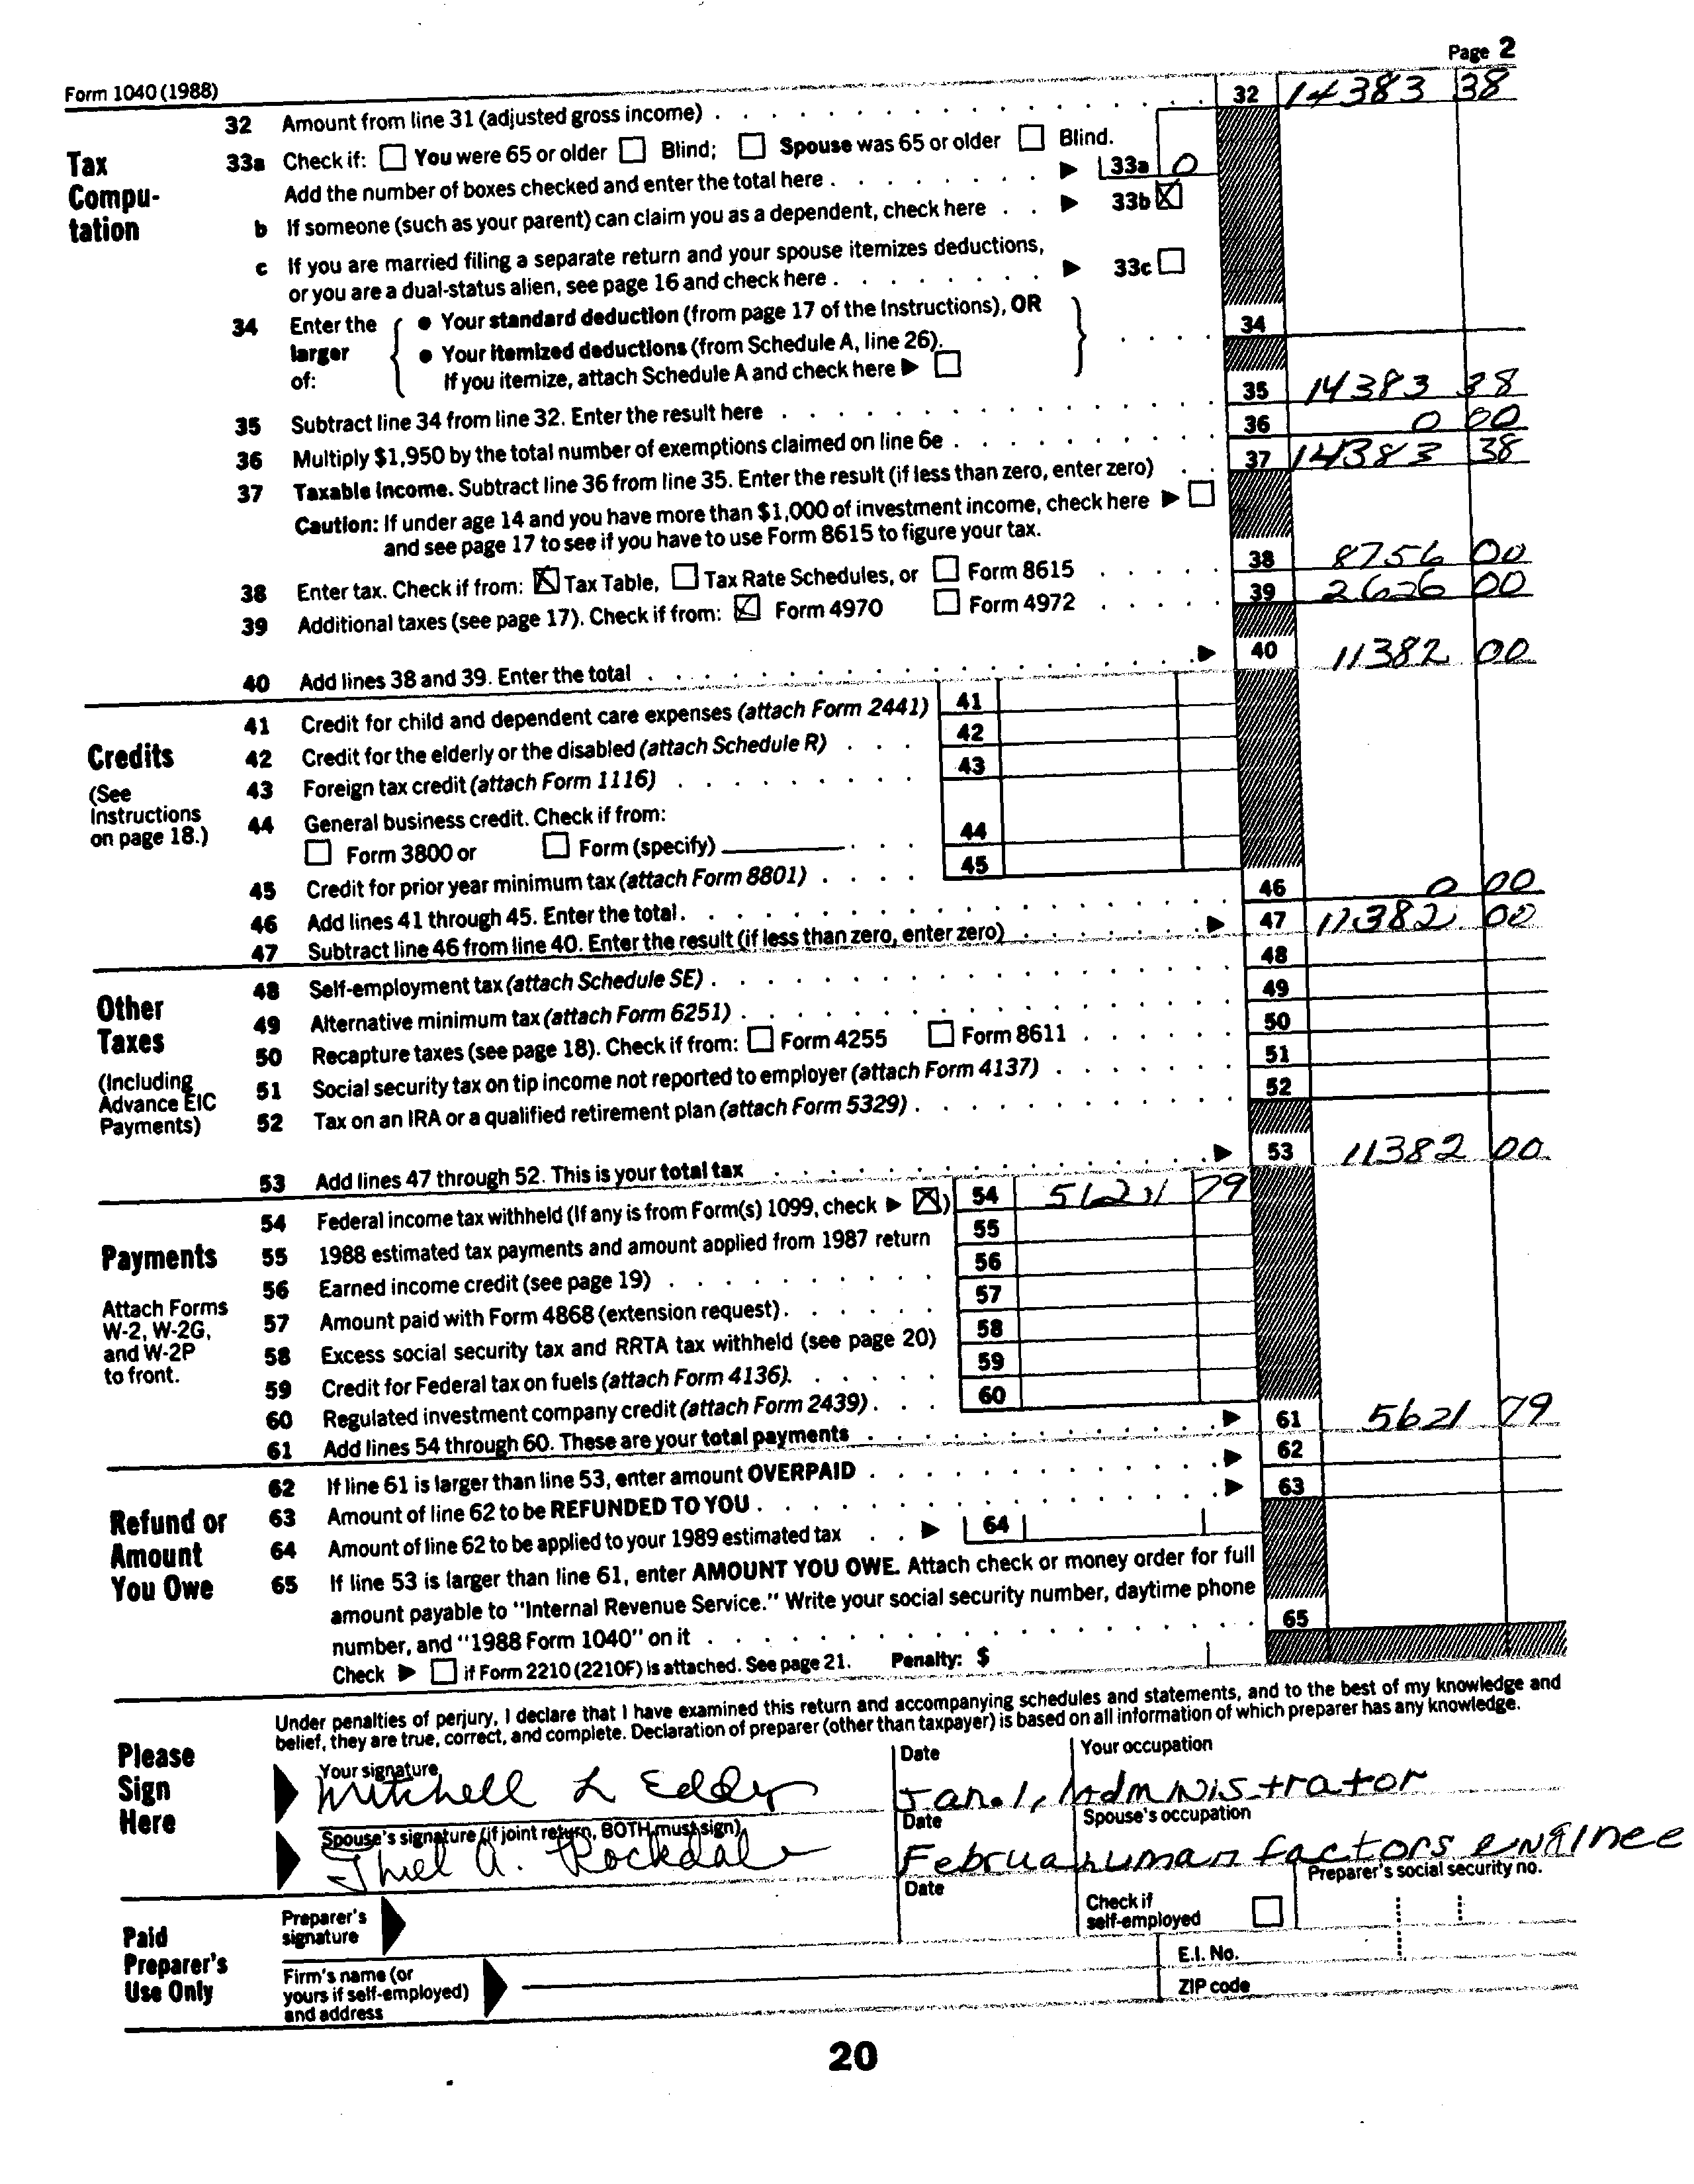 Page 2
Form 1040 (1988)
32 Amount from line 31 (adjusted gross income) 32 14383 38
Tax Compu- tation
33a Check if: You were 65 or older Blind; Spouse was 65 or older Blind.
Add the number of boxes checked and enter the total here 33a 0
b If someone (such as your parent) can claim you as a dependent, check here 33b X
c If you are married filing a separate return and your spouse itemizes deductions,
or you are a dual-status alien, see page 16 and check here 33c
34 Enter the larger of:
• Your standard deduction (from page 17 of the Instructions), OR
• Your itemized deductions (from Schedule A, line 26).
If you itemize, attach Schedule A and check here
34
35 Subtract line 34 from line 32. Enter the result here 35 14383 38
36 Multiply $1,950 by the total number of exemptions claimed on line 6e 36 0 00
37 Taxable income. Subtract line 36 from line 35. Enter the result (if less than zero, enter zero) 37 14383 38
Caution: If under age 14 and you have more than $1,000 of investment income, check here
and see page 17 to see if you have to use Form 8615 to figure your tax.
38 Enter tax. Check if from: X Tax Table, Tax Rate Schedules, or Form 8615 38 8756 00
39 Additional taxes (see page 17). Check if from: X Form 4970 Form 4972 39 2626 00
40 Add lines 38 and 39. Enter the total 40 11382 00
Credits
(See Instructions on page 18.)
41 Credit for child and dependent care expenses (attach Form 2441) 41
42 Credit for the elderly or the disabled (attach Schedule R) 42
43 Foreign tax credit (attach Form 1116) 43
44 General business credit. Check if from:
Form 3800 or Form (specify) 44
45 Credit for prior year minimum tax (attach Form 8801) 45
46 Add lines 41 through 45. Enter the total. 46 0 00
47 Subtract line 46 from line 40. Enter the result (if less than zero, enter zero) 47 11382 00
Other Taxes
(Including Advance EIC Payments)
48 Self-employment tax (attach Schedule SE) 48
49 Alternative minimum tax (attach Form 6251) 49
50 Recapture taxes (see page 18). Check if from: Form 4255 Form 8611 50
51 Social security tax on tip income not reported to employer (attach Form 4137) 51
52 Tax on an IRA or a qualified retirement plan (attach Form 5329) 52
53 Add lines 47 through 52. This is your total tax 53 11382 00
Payments
Attach Forms W-2, W-2G, and W-2P to front.
54 Federal income tax withheld (If any is from Form(s) 1099, check X) 54 5621 79
55 1988 estimated tax payments and amount applied from 1987 return 55
56 Earned income credit (see page 19) 56
57 Amount paid with Form 4868 (extension request) 57
58 Excess social security tax and RRTA tax withheld (see page 20) 58
59 Credit for Federal tax on fuels (attach Form 4136). 59
60 Regulated investment company credit (attach Form 2439) 60
61 Add lines 54 through 60. These are your total payments 61 5621 79
Refund or Amount You Owe
62 If line 61 is larger than line 53, enter amount OVERPAID 62
63 Amount of line 62 to be REFUNDED TO YOU 63
64 Amount of line 62 to be applied to your 1989 estimated tax 64
65 If line 53 is larger than line 61, enter AMOUNT YOU OWE. Attach check or money order for full
amount payable to "Internal Revenue Service." Write your social security number, daytime phone
number, and "1988 Form 1040" on it 65
Check if Form 2210 (2210F) is attached. See page 21. Penalty: $
Please Sign Here
Under penalties of perjury, I declare that I have examined this return and accompanying schedules and statements, and to the best of my knowledge and
belief, they are true, correct, and complete. Declaration of preparer (other than taxpayer) is based on all information of which preparer has any knowledge.
Your signature Date Your occupation
Mitchell L Eddy Jan. 1, Administrator
Spouse's signature (if joint return, BOTH must sign) Date Spouse's occupation
Thiel A. Rockdale Februa human factors enginee
Paid Preparer's Use Only
Preparer's signature Date Check if self-employed Preparer's social security no.
Firm's name (or yours if self-employed) and address
E.I. No.
ZIP code
20